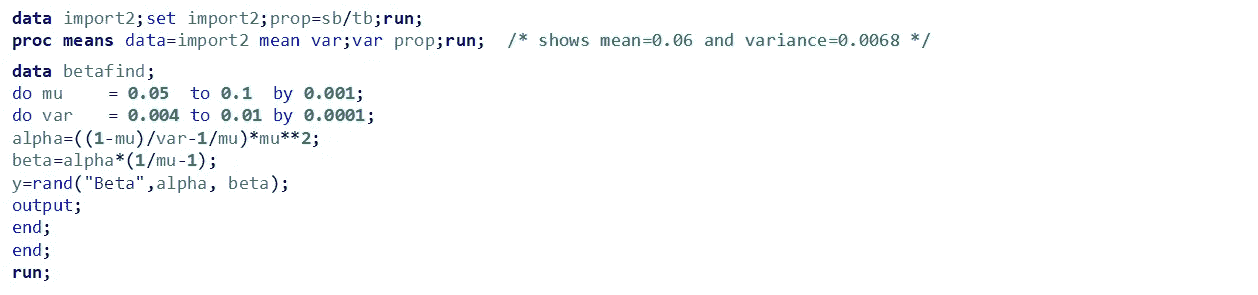 data import2;set import2;prop=sb/tb;run;
proc means data=import2 mean var;var prop;run;  /* shows mean=0.06 and variance=0.0068 */
data betafind;
do mu    = 0.05  to 0.1  by 0.001;
do var   = 0.004 to 0.01 by 0.0001;
alpha=((1-mu)/var-1/mu)*mu**2;
beta=alpha*(1/mu-1);
y=rand("Beta",alpha, beta);
output;
end;
end;
run;